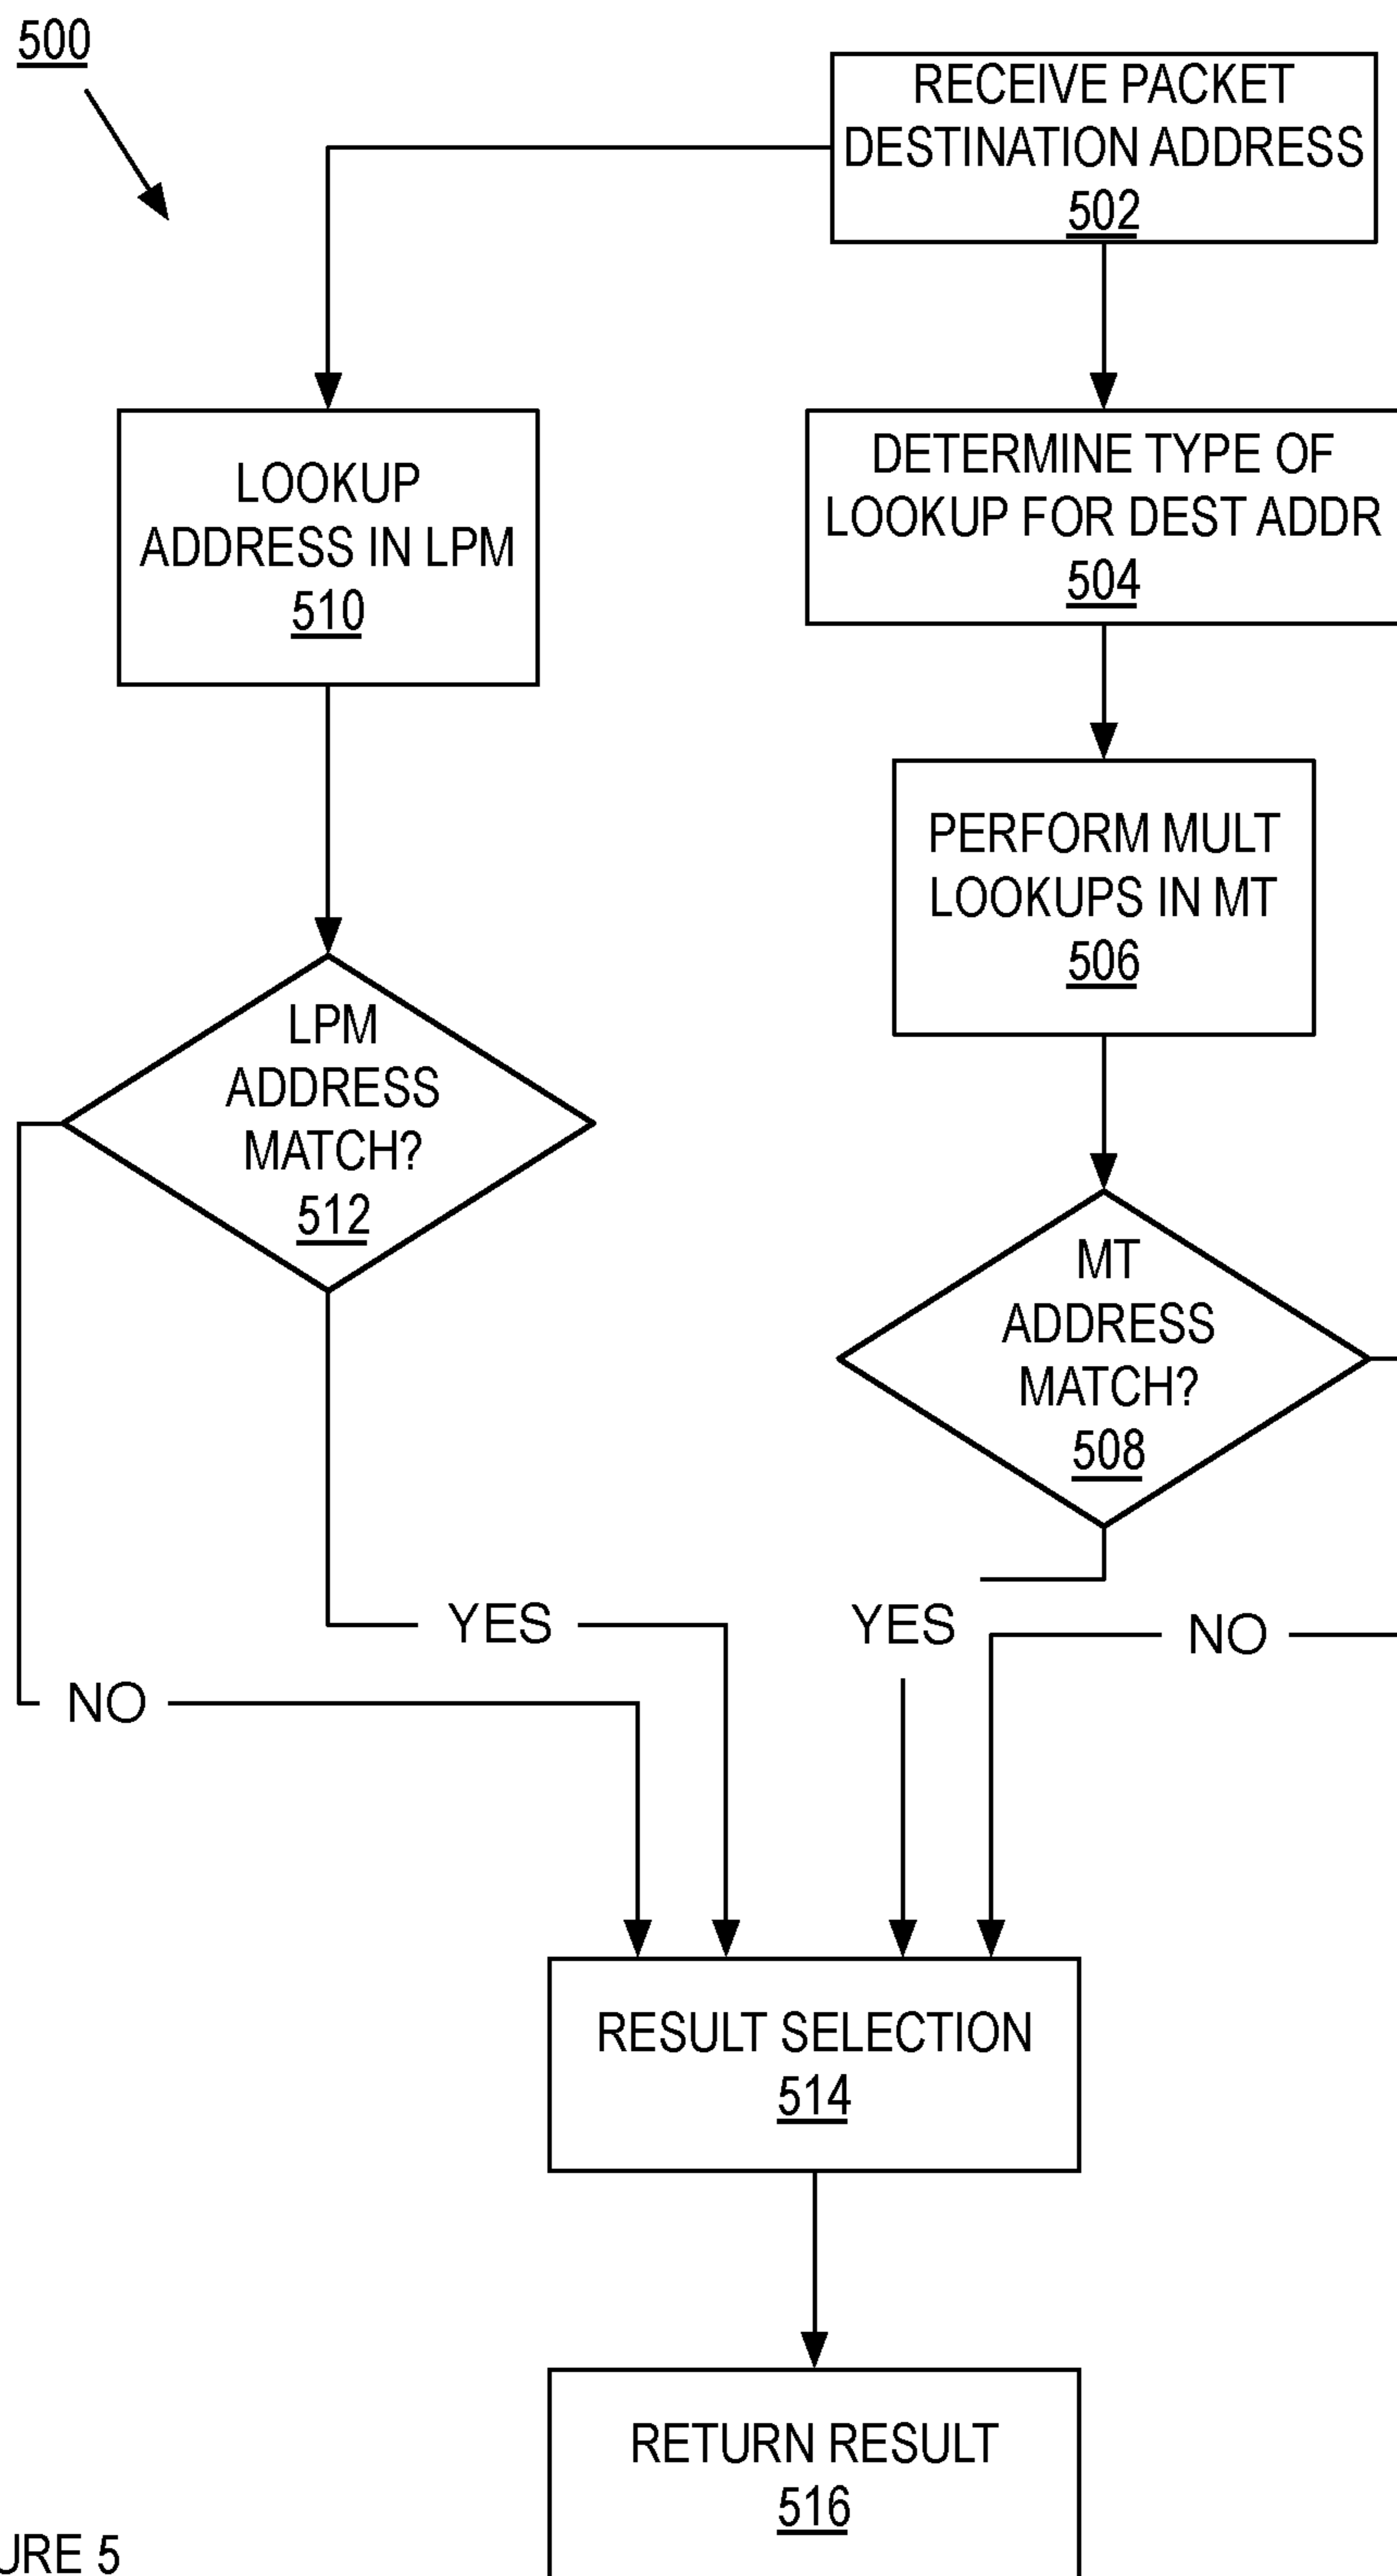 500
RECEIVE PACKET
DESTINATION ADDRESS
502
LOOKUP
ADDRESS IN LPM
510
DETERMINE TYPE OF
LOOKUP FOR DEST ADDR
504
PERFORM MULT
LOOKUPS IN MT
506
LPM
ADDRESS
MATCH?
512
MT
ADDRESS
MATCH?
508
YES
YES
NO
NO
RESULT SELECTION
514
RETURN RESULT
516
URE 5